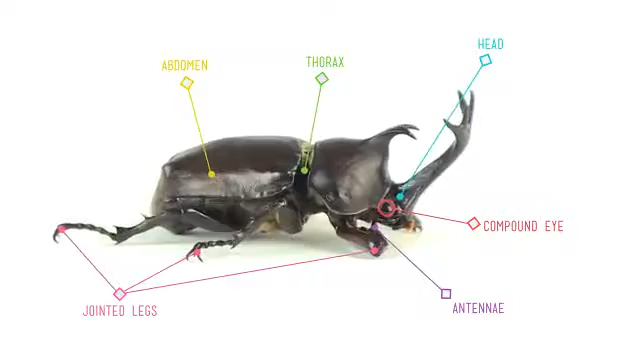 HEAD
THORAX
ABDOMEN
COMPOUND EYE
ANTENNAE
JOINTED LEGS